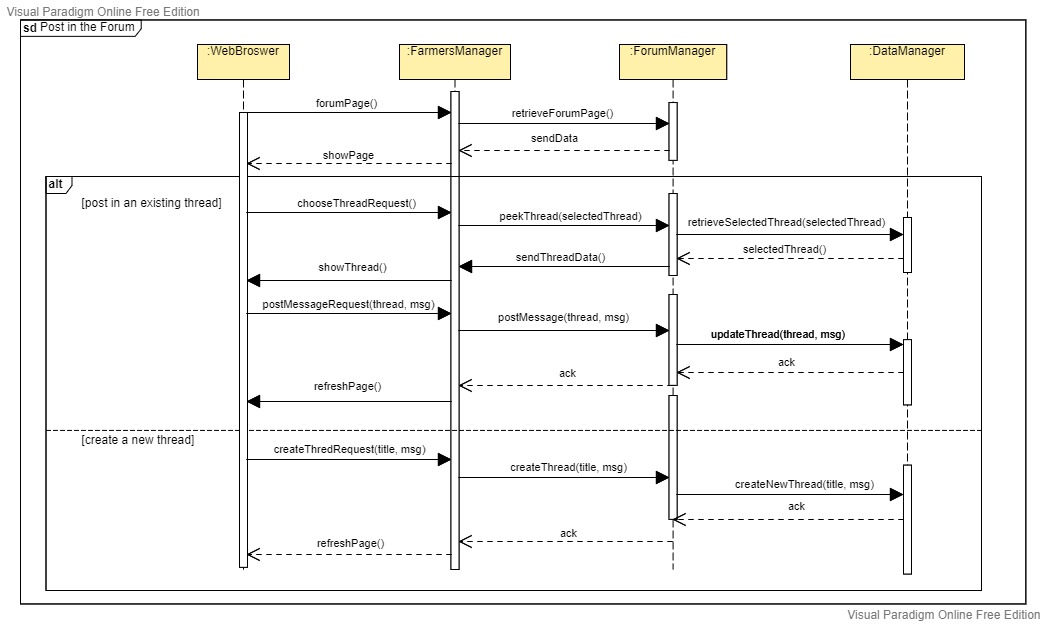 Visual Paradigm Online Free Edition
sd Post in the Forum
:WebBroswer
:FarmersManager
:ForumManager
:DataManager
forumPage()
retrieveForumPage()
sendData
showPage
alt
[post in an existing thread]
chooseThreadRequest()
peekThread(selectedThread)
retrieveSelectedThread(selectedThread)
selectedThread()
sendThreadData()
showThread()
postMessageRequest(thread, msg)
postMessage(thread, msg)
updateThread(thread, msg)
ack
ack
refreshPage()
[create a new thread]
createThredRequest(title, msg)
createThread(title, msg)
createNewThread(title, msg)
ack
ack
refreshPage()
Visual Paradigm Online Free Edition